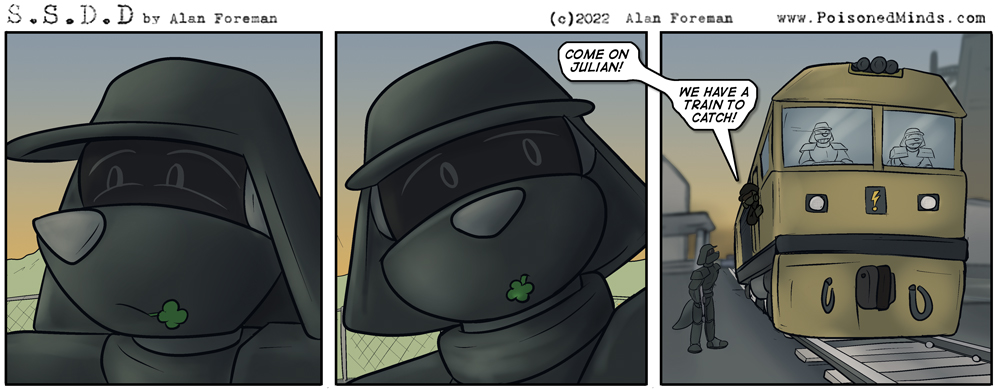 S.S.D.D by Alan Foreman (c)2022 Alan Foreman www.PoisonedMinds.com
COME ON
JULIAN!
WE HAVE A
TRAIN TO
CATCH!